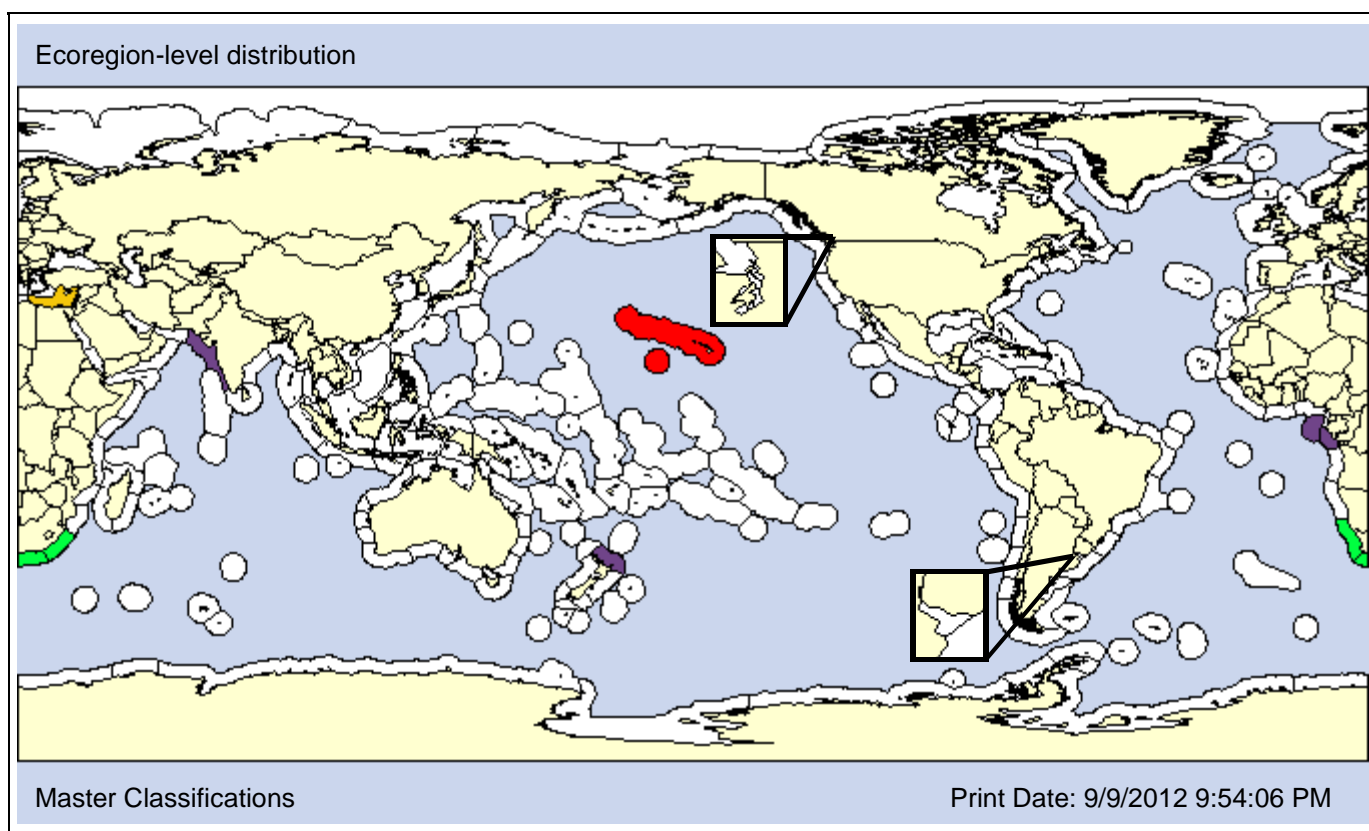 Ecoregion-level distribution
Master Classifications
Print Date: 9/9/2012 9:54:06 PM